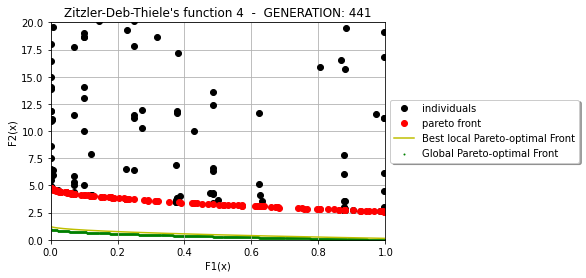 Zitzler-Deb-Thiele's function 4 - GENERATION: 441
20.0
17.5
15.0
12.5
10.0
7.5
5.0
2.5
0.0
F2(x)
0.0 0.2 0.4 0.6 0.8 1.0
F1(x)
individuals
pareto front
Best local Pareto-optimal Front
Global Pareto-optimal Front